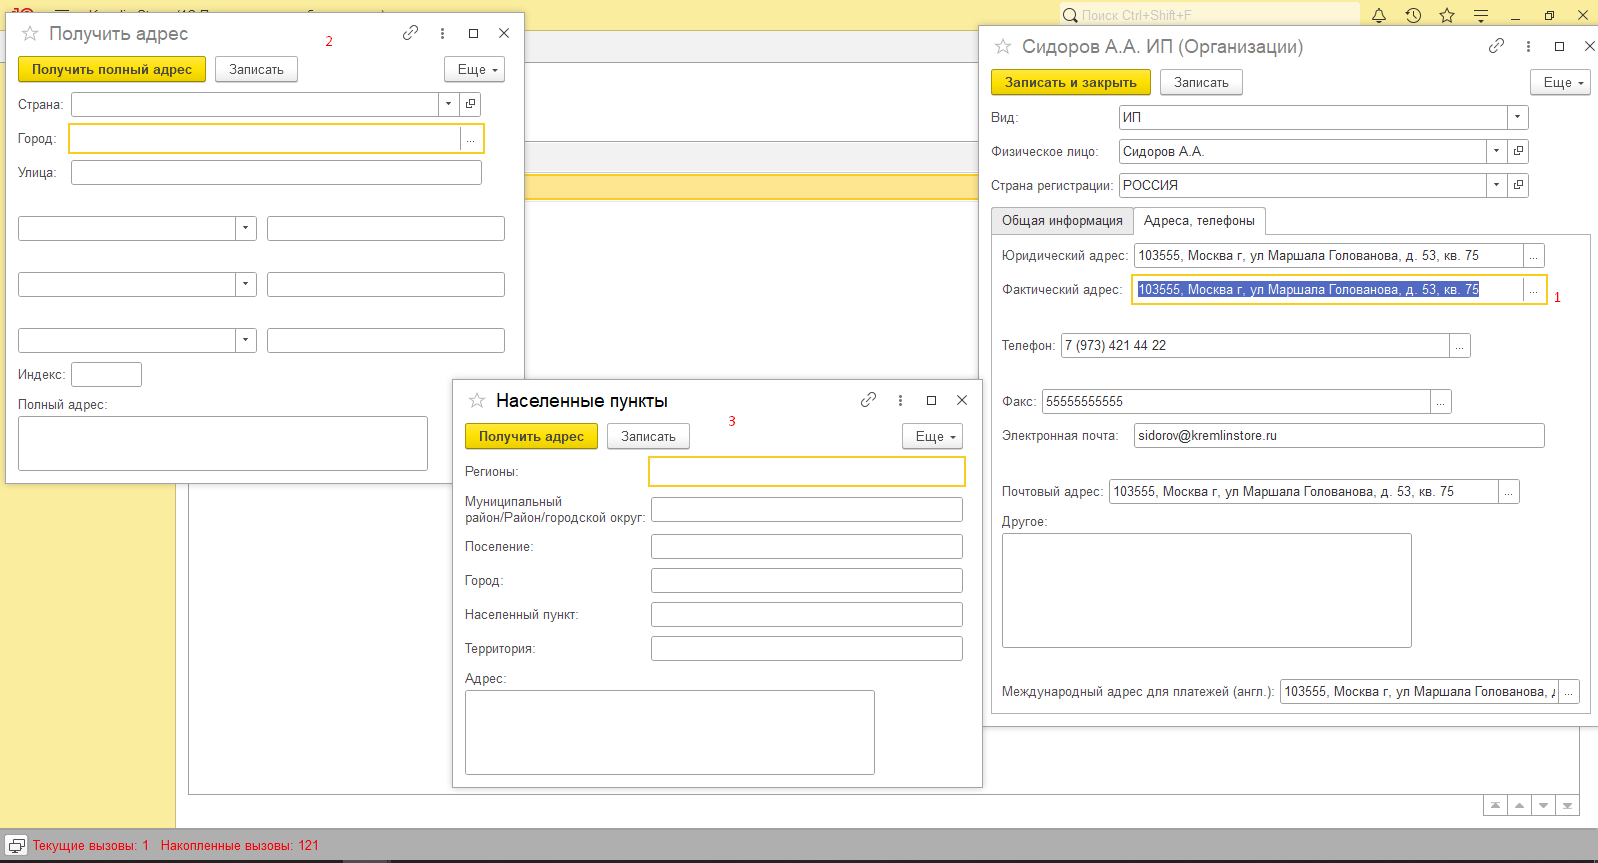 Поиск Ctrl+Shift+F
Получить адрес
2
Получить полный адрес
Записать
Еще
Страна:
Город:
...
Улица:
Индекс:
Полный адрес:
Сидоров А.А. ИП (Организации)
Записать и закрыть
Записать
Еще
Вид:
ИП
Физическое лицо:
Сидоров А.А.
Страна регистрации:
РОССИЯ
Общая информация
Адреса, телефоны
Юридический адрес:
103555, Москва г, ул Маршала Голованова, д. 53, кв. 75
...
Фактический адрес:
103555, Москва г, ул Маршала Голованова, д. 53, кв. 75
...
1
Телефон:
7 (973) 421 44 22
...
Факс:
55555555555
...
Электронная почта:
sidorov@kremlinstore.ru
Почтовый адрес:
103555, Москва г, ул Маршала Голованова, д. 53, кв. 75
...
Другое:
Международный адрес для платежей (англ.):
103555, Москва г, ул Маршала Голованова,
...
Населенные пункты
3
Получить адрес
Записать
Еще
Регионы:
Муниципальный
район/Район/городской округ:
Поселение:
Город:
Населенный пункт:
Территория:
Адрес:
Текущие вызовы: 1 Накопленные вызовы: 121